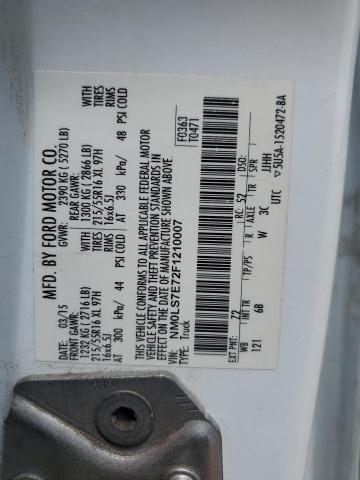 MFD. BY FORD MOTOR CO.
DATE: 03/15 GVWR: 2390 KG ( 5270 LB)
FRONT GAWR: REAR GAWR:
1232 KG ( 2716 LB) WITH 1300 KG ( 2866 LB) WITH
215/55R16 XL 97H TIRES 215/55R16 XL 97H TIRES
16x6.5J RIMS 16x6.5J RIMS
AT 300 kPa/ 44 PSI COLD AT 330 kPa/ 48 PSI COLD
THIS VEHICLE CONFORMS TO ALL APPLICABLE FEDERAL MOTOR
VEHICLE SAFETY AND THEFT PREVENTION STANDARDS IN
EFFECT ON THE DATE OF MANUFACTURE SHOWN ABOVE.
VIN: NM0LS7E72F1210007
TYPE: Truck
F0363
T0471
EXT PNT: Z2 RC: 52 DSO:
WB INT TR TP/PS R AXLE TR SPR
121 6B W 3C JJHH
5U5A-1520472-BA